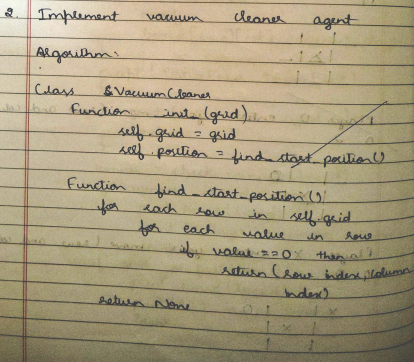 2. Implement vacuum cleaner agent
Algorithm:
Class &VacuumCleaner
Function init_(grid)
self.grid = grid
self.position = find_start_position()
Function find_start_position()
for each row in self.grid
for each value in row
if value == 0 then
return (row index, column
index)
return None